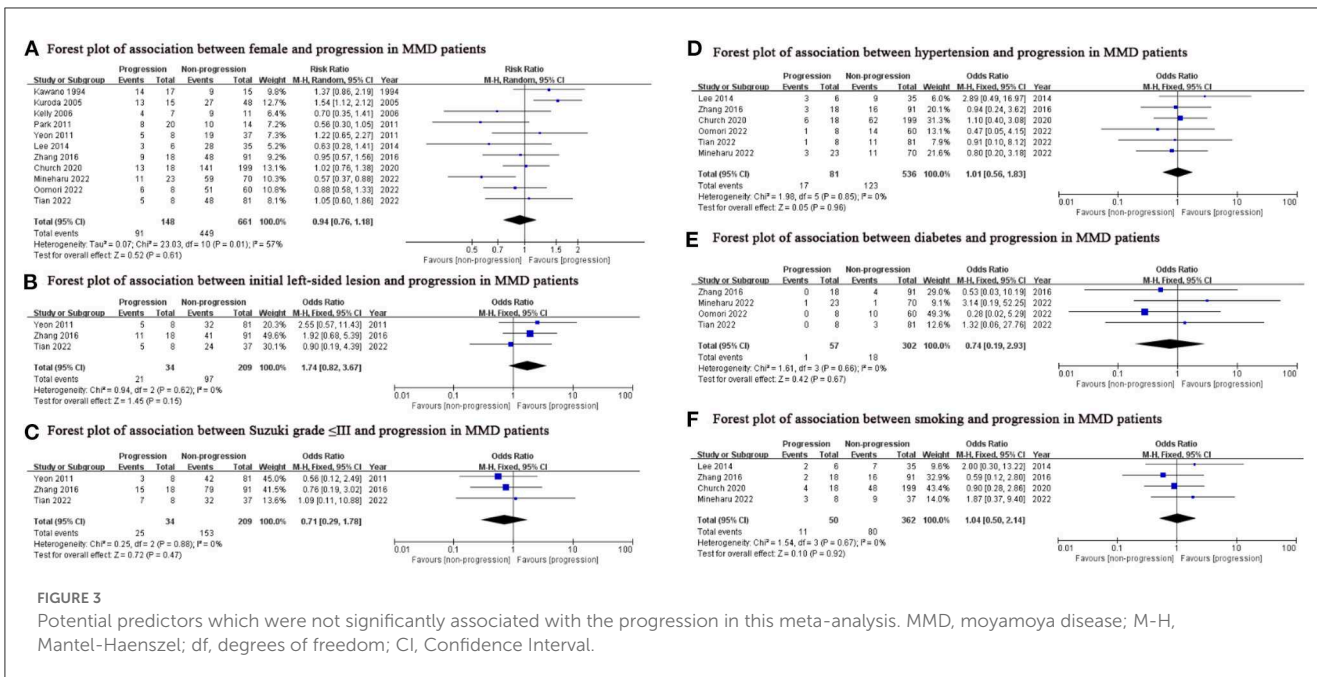 A Forest plot of association between female and progression in MMD patients
Progression Non-progression Risk Ratio Risk Ratio
Study or Subgroup Events Total Events Total Weight M-H, Random, 95% CI Year M-H, Random, 95% CI
Kawano 1994 14 17 9 15 9.8% 1.37 [0.86, 2.19] 1994
Kuroda 2005 13 15 27 48 12.7% 1.54 [1.12, 2.12] 2005
Kelly 2006 4 7 9 11 6.4% 0.70 [0.35, 1.41] 2006
Park 2011 8 20 10 14 7.2% 0.56 [0.30, 1.05] 2011
Yeon 2011 5 8 19 37 7.3% 1.22 [0.65, 2.27] 2011
Lee 2014 3 6 28 35 5.0% 0.63 [0.28, 1.41] 2014
Zhang 2016 9 18 48 91 8.6% 0.95 [0.57, 1.56] 2016
Church 2020 13 18 141 199 13.9% 1.02 [0.76, 1.38] 2020
Mineharu 2022 11 23 59 70 10.1% 0.57 [0.37, 0.88] 2022
Oomori 2022 6 8 51 60 10.8% 0.88 [0.58, 1.33] 2022
Tian 2022 5 8 48 81 8.1% 1.05 [0.60, 1.86] 2022
Total (95% CI) 148 661 100.0% 0.94 [0.76, 1.18]
Total events 91 449
Heterogeneity: Tau² = 0.07; Chi² = 23.03, df = 10 (P = 0.01); I² = 57%
Test for overall effect: Z = 0.52 (P = 0.61)
0.5 0.7 1 1.5 2
Favours [non-progression] Favours [progression]
B Forest plot of association between initial left-sided lesion and progression in MMD patients
Progression Non-progression Odds Ratio Odds Ratio
Study or Subgroup Events Total Events Total Weight M-H, Fixed, 95% CI Year M-H, Fixed, 95% CI
Yeon 2011 5 8 32 81 20.3% 2.55 [0.57, 11.43] 2011
Zhang 2016 11 18 41 91 49.6% 1.92 [0.68, 5.39] 2016
Tian 2022 5 8 24 37 30.1% 0.90 [0.19, 4.39] 2022
Total (95% CI) 34 209 100.0% 1.74 [0.82, 3.67]
Total events 21 97
Heterogeneity: Chi² = 0.94, df = 2 (P = 0.62); I² = 0%
Test for overall effect: Z = 1.45 (P = 0.15)
0.01 0.1 1 10 100
Favours [non-progression] Favours [progression]
C Forest plot of association between Suzuki grade ≤III and progression in MMD patients
Progression Non-progression Odds Ratio Odds Ratio
Study or Subgroup Events Total Events Total Weight M-H, Fixed, 95% CI Year M-H, Fixed, 95% CI
Yeon 2011 3 8 42 81 45.0% 0.56 [0.12, 2.49] 2011
Zhang 2016 15 18 79 91 41.5% 0.76 [0.19, 3.02] 2016
Tian 2022 7 8 32 37 13.6% 1.09 [0.11, 10.88] 2022
Total (95% CI) 34 209 100.0% 0.71 [0.29, 1.78]
Total events 25 153
Heterogeneity: Chi² = 0.25, df = 2 (P = 0.88); I² = 0%
Test for overall effect: Z = 0.72 (P = 0.47)
0.01 0.1 1 10 100
Favours [non-progression] Favours [progression]
D Forest plot of association between hypertension and progression in MMD patients
Progression Non-progression Odds Ratio Odds Ratio
Study or Subgroup Events Total Events Total Weight M-H, Fixed, 95% CI Year M-H, Fixed, 95% CI
Lee 2014 3 6 9 35 6.0% 2.89 [0.49, 16.97] 2014
Zhang 2016 3 18 16 91 20.1% 0.94 [0.24, 3.62] 2016
Church 2020 6 18 62 199 31.3% 1.10 [0.40, 3.08] 2020
Oomori 2022 1 8 14 60 13.1% 0.47 [0.05, 4.15] 2022
Tian 2022 1 8 11 81 7.9% 0.91 [0.10, 8.12] 2022
Mineharu 2022 3 23 11 70 21.6% 0.80 [0.20, 3.18] 2022
Total (95% CI) 81 536 100.0% 1.01 [0.56, 1.83]
Total events 17 123
Heterogeneity: Chi² = 1.98, df = 5 (P = 0.85); I² = 0%
Test for overall effect: Z = 0.05 (P = 0.96)
0.01 0.1 1 10 100
Favours [non-progression] Favours [progression]
E Forest plot of association between diabetes and progression in MMD patients
Progression Non-progression Odds Ratio Odds Ratio
Study or Subgroup Events Total Events Total Weight M-H, Fixed, 95% CI Year M-H, Fixed, 95% CI
Zhang 2016 0 18 4 91 29.0% 0.53 [0.03, 10.19] 2016
Mineharu 2022 1 23 1 70 9.1% 3.14 [0.19, 52.25] 2022
Oomori 2022 0 8 10 60 49.3% 0.28 [0.02, 5.29] 2022
Tian 2022 0 8 3 81 12.6% 1.32 [0.06, 27.76] 2022
Total (95% CI) 57 302 100.0% 0.74 [0.19, 2.93]
Total events 1 18
Heterogeneity: Chi² = 1.61, df = 3 (P = 0.66); I² = 0%
Test for overall effect: Z = 0.42 (P = 0.67)
0.01 0.1 1 10 100
Favours [non-progression] Favours [progression]
F Forest plot of association between smoking and progression in MMD patients
Progression Non-progression Odds Ratio Odds Ratio
Study or Subgroup Events Total Events Total Weight M-H, Fixed, 95% CI Year M-H, Fixed, 95% CI
Lee 2014 2 6 7 35 9.6% 2.00 [0.30, 13.22] 2014
Zhang 2016 2 18 16 91 32.9% 0.59 [0.12, 2.80] 2016
Church 2020 4 18 48 199 43.4% 0.90 [0.28, 2.86] 2020
Mineharu 2022 3 8 9 37 14.0% 1.87 [0.37, 9.40] 2022
Total (95% CI) 50 362 100.0% 1.04 [0.50, 2.14]
Total events 11 80
Heterogeneity: Chi² = 1.54, df = 3 (P = 0.67); I² = 0%
Test for overall effect: Z = 0.10 (P = 0.92)
0.01 0.1 1 10 100
Favours [non-progression] Favours [progression]
FIGURE 3
Potential predictors which were not significantly associated with the progression in this meta-analysis. MMD, moyamoya disease; M-H,
Mantel-Haenszel; df, degrees of freedom; CI, Confidence Interval.